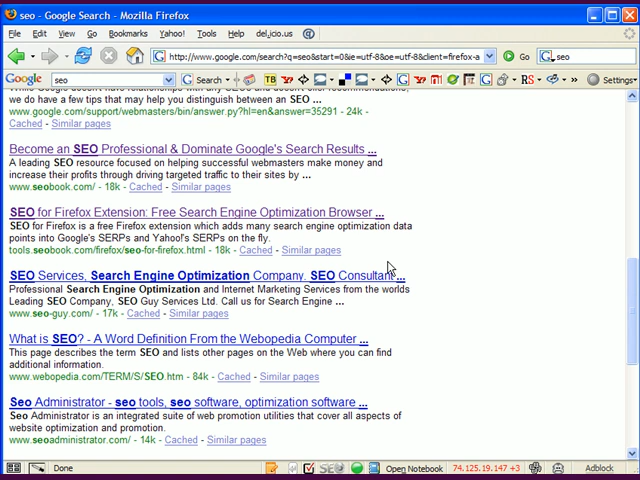 seo - Google Search - Mozilla Firefox
File Edit View Go Bookmarks Yahoo! Tools Help del.icio.us
http://www.google.com/search?q=seo&start=0&ie=utf-8&oe=utf-8&client=firefox-a Go seo
Google seo Search TB RS Settings
we do have a few tips that may help you distinguish between an SEO ...
www.google.com/support/webmasters/bin/answer.py?hl=en&answer=35291 - 24k -
Cached - Similar pages
Become an SEO Professional & Dominate Google's Search Results ...
A leading SEO resource focused on helping successful webmasters make money and
increase their profits through driving targeted traffic to their sites by ...
www.seobook.com/ - 18k - Cached - Similar pages
SEO for Firefox Extension: Free Search Engine Optimization Browser ...
SEO for Firefox is a free Firefox extension which adds many search engine optimization data
points into Google's SERPs and Yahoo!'s SERPs on the fly.
tools.seobook.com/firefox/seo-for-firefox.html - 18k - Cached - Similar pages
SEO Services, Search Engine Optimization Company. SEO Consultant ...
Professional Search Engine Optimization and Internet Marketing Services from the worlds
Leading SEO Company, SEO Guy Services Ltd. Call us for Search Engine ...
www.seo-guy.com/ - 17k - Cached - Similar pages
What is SEO? - A Word Definition From the Webopedia Computer ...
This page describes the term SEO and lists other pages on the Web where you can find
additional information.
www.webopedia.com/TERM/S/SEO.htm - 84k - Cached - Similar pages
Seo Administrator - seo tools, seo software, optimization software ...
Seo Administrator is an integrated suite of web promotion utilities that cover all aspects of
website optimization and promotion.
www.seoadministrator.com/ - 14k - Cached - Similar pages
Done SEO Open Notebook 74.125.19.147 +3 Adblock